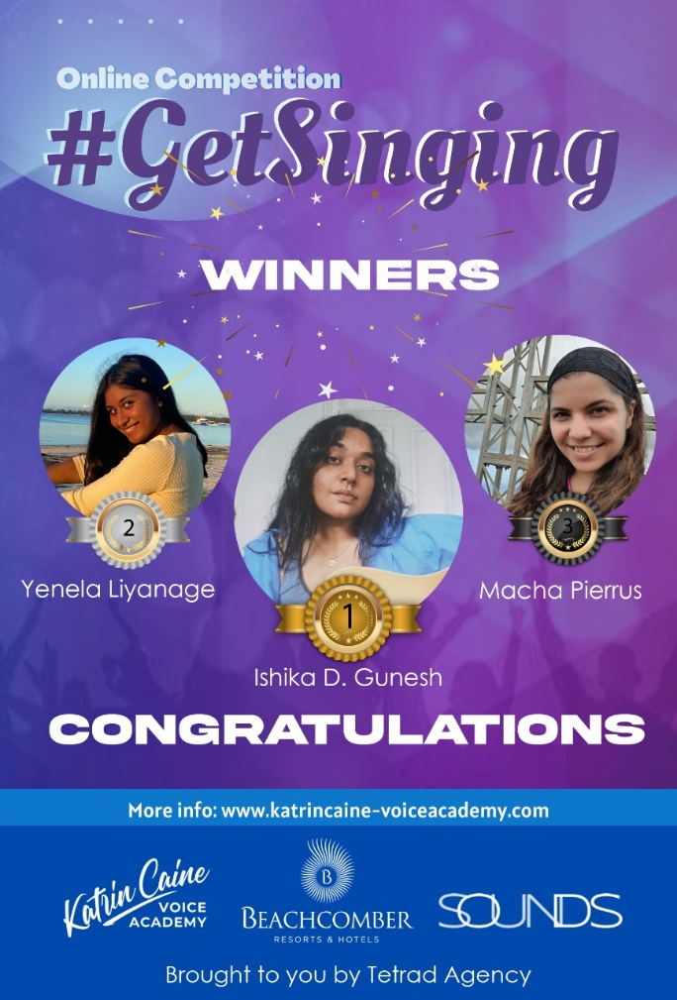 Online Competition
#GetSinging
WINNERS
2
Yenela Liyanage
1
Ishika D. Gunesh
3
Macha Pierrus
CONGRATULATIONS
More info: www.katrincaine-voiceacademy.com
Katrin Caine
VOICE
ACADEMY
B
BEACHCOMBER
RESORTS & HOTELS
SOUNDS
Brought to you by Tetrad Agency